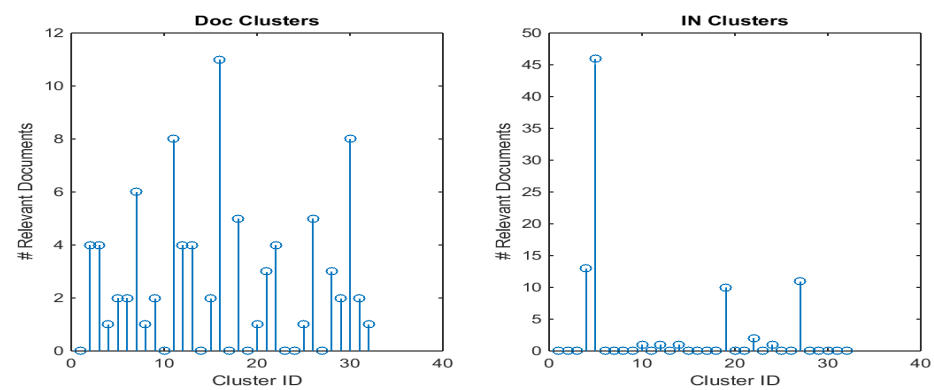 Doc Clusters
12
10
8
6
4
2
0
0 10 20 30 40
# Relevant Documents
Cluster ID
IN Clusters
50
45
40
35
30
25
20
15
10
5
0
0 10 20 30 40
# Relevant Documents
Cluster ID